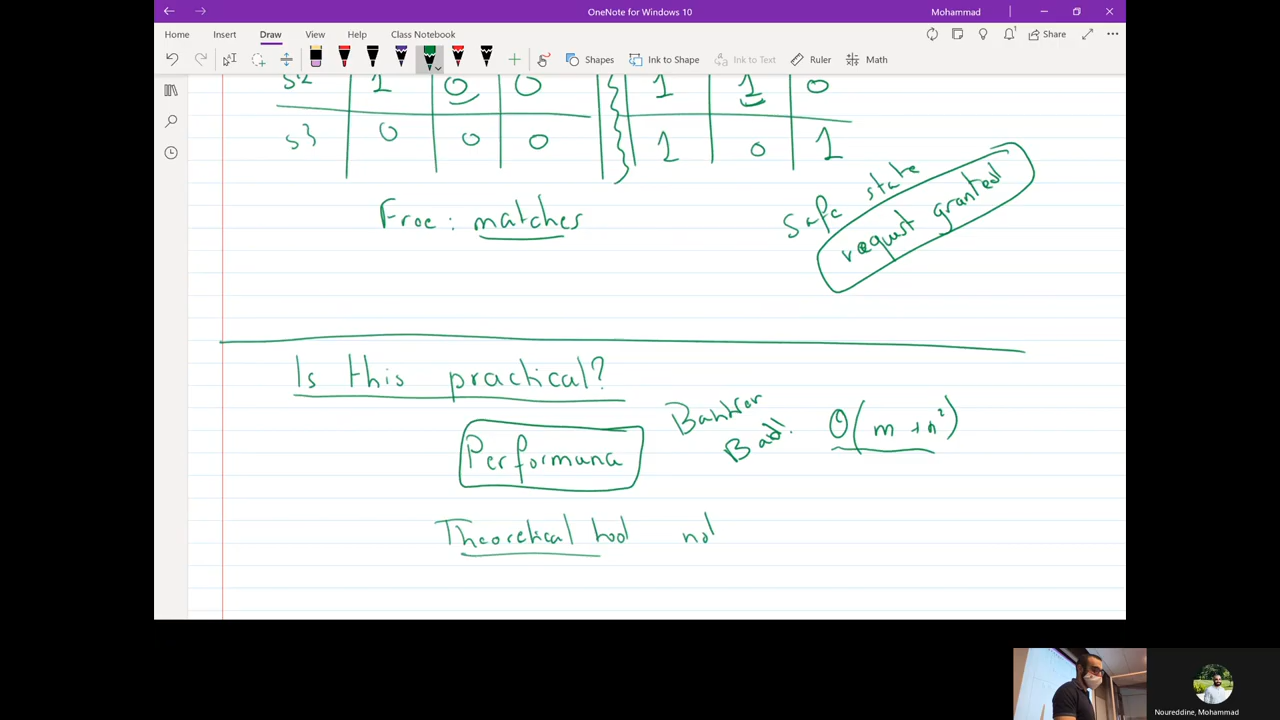 OneNote for Windows 10
Mohammad
Home Insert Draw View Help Class Notebook
Share
Shapes Ink to Shape Ink to Text Ruler Math
S2 1 0 0 1 1 0
S3 0 0 0 1 0 1
Free: matches
Safe state
request granted
Is this practical?
Banker
Performance
O(m + n²)
Theoretical tool not
Noureddine, Mohammad